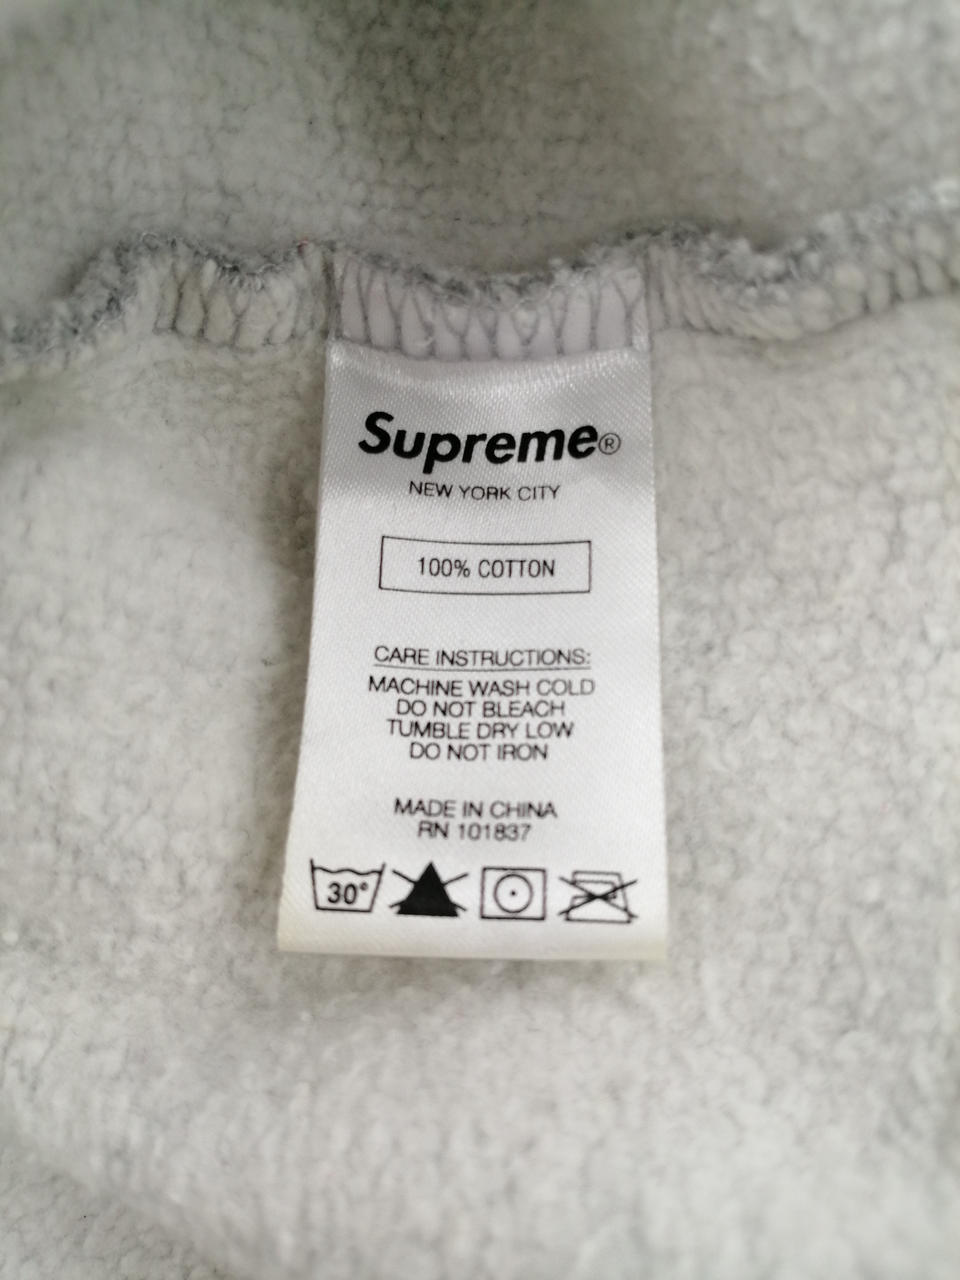 Supreme®
NEW YORK CITY
100% COTTON
CARE INSTRUCTIONS:
MACHINE WASH COLD
DO NOT BLEACH
TUMBLE DRY LOW
DO NOT IRON
MADE IN CHINA
RN 101837
30°